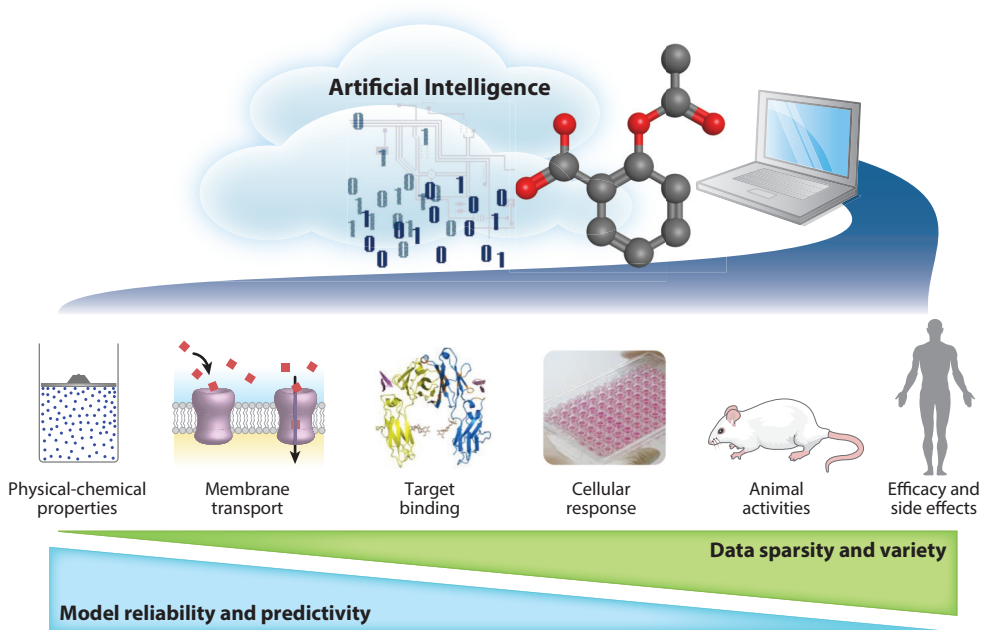 Artificial Intelligence
Physical-chemical
properties
Membrane
transport
Target
binding
Cellular
response
Animal
activities
Efficacy and
side effects
Data sparsity and variety
Model reliability and predictivity